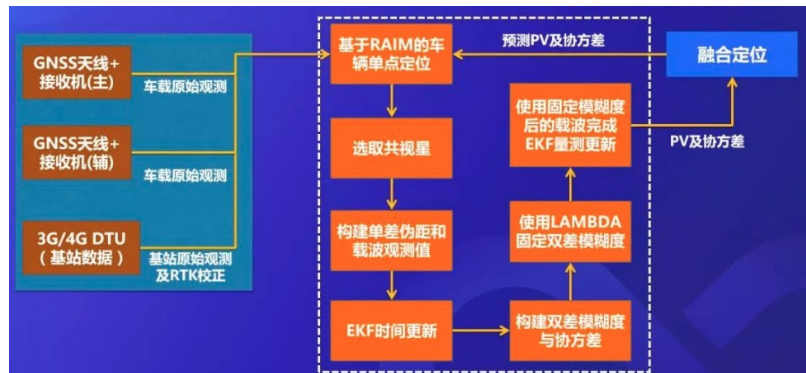 GNSS天线+
接收机(主)
车载原始观测
GNSS天线+
接收机(辅)
车载原始观测
3G/4G DTU
（基站数据）
基站原始观测
及RTK校正
基于RAIM的车
辆单点定位
选取共视星
构建单差伪距和
载波观测值
EKF时间更新
构建双差模糊度
与协方差
使用LAMBDA
固定双差模糊度
使用固定模糊度
后的载波完成
EKF量测更新
PV及协方差
融合定位
预测PV及协方差